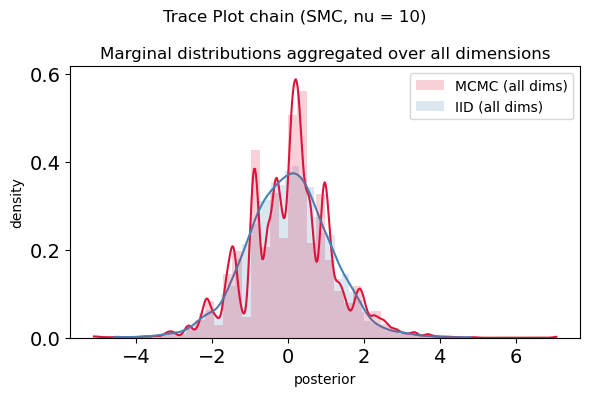 Trace Plot chain (SMC, nu = 10)
Marginal distributions aggregated over all dimensions
MCMC (all dims)
IID (all dims)
density
0.6
0.4
0.2
0.0
−4
−2
0
2
4
6
posterior